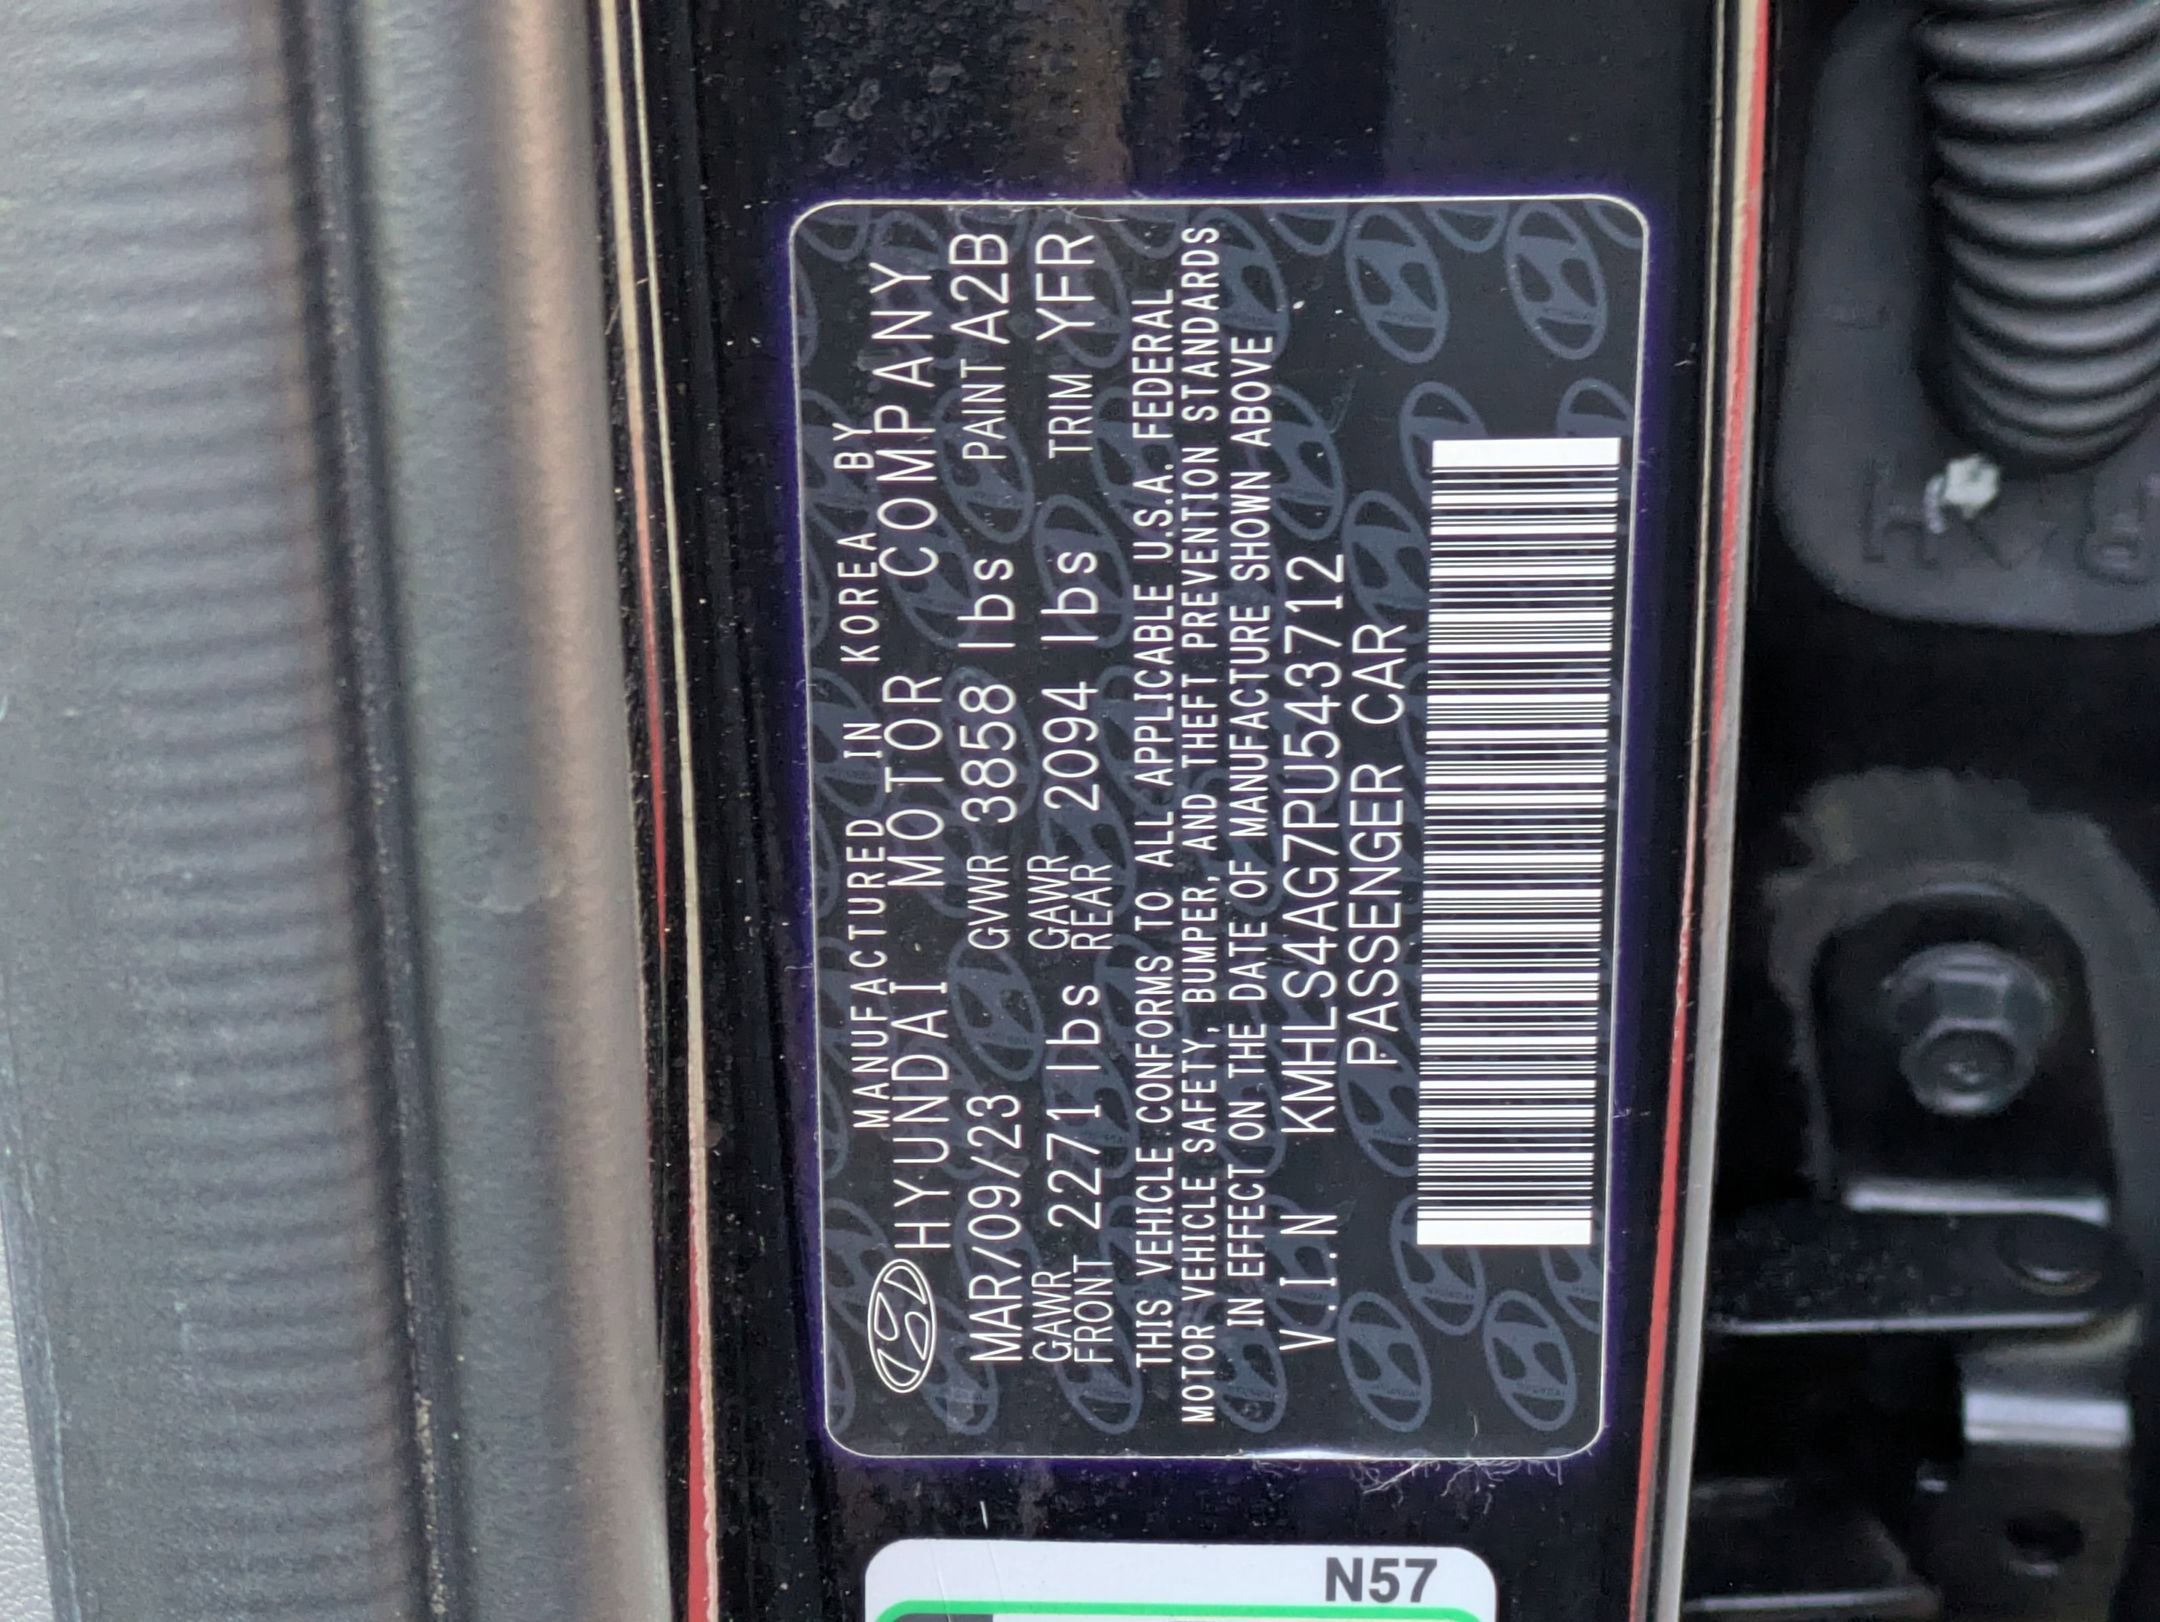 MANUFACTURED IN KOREA BY
HYUNDAI MOTOR COMPANY
MAR/09/23 GVWR 3858 lbs PAINT A2B
GAWR FRONT 2271 lbs GAWR REAR 2094 lbs TRIM YFR
THIS VEHICLE CONFORMS TO ALL APPLICABLE U.S.A. FEDERAL
MOTOR VEHICLE SAFETY, BUMPER, AND THEFT PREVENTION STANDARDS
IN EFFECT ON THE DATE OF MANUFACTURE SHOWN ABOVE
V.I.N KMHLS4AG7PU543712
PASSENGER CAR
N57